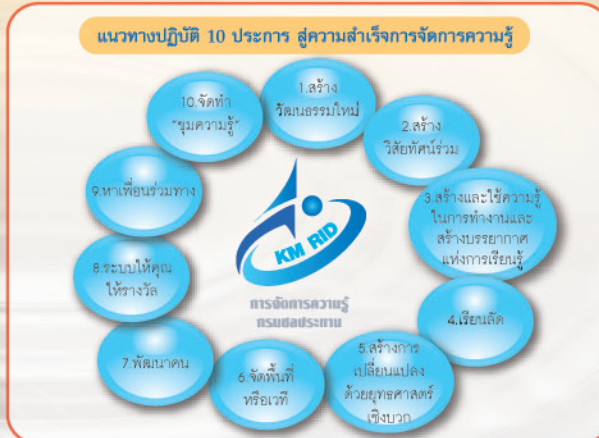 แนวทางปฏิบัติ 10 ประการ สู่ความสำเร็จการจัดการความรู้
1.สร้าง
วัฒนธรรมใหม่
2.สร้าง
วิสัยทัศน์ร่วม
3.สร้างและใช้ความรู้
ในการทำงานและ
สร้างบรรยากาศ
แห่งการเรียนรู้
4.เรียนลัด
5.สร้างการ
เปลี่ยนแปลง
ด้วยยุทธศาสตร์
เชิงบวก
6.จัดพื้นที่
หรือเวที
7.พัฒนาคน
8.ระบบให้คุณ
ให้รางวัล
9.หาเพื่อนร่วมทาง
10.จัดทำ
"ขุมความรู้"
KM RID
การจัดการความรู้
กรมชลประทาน